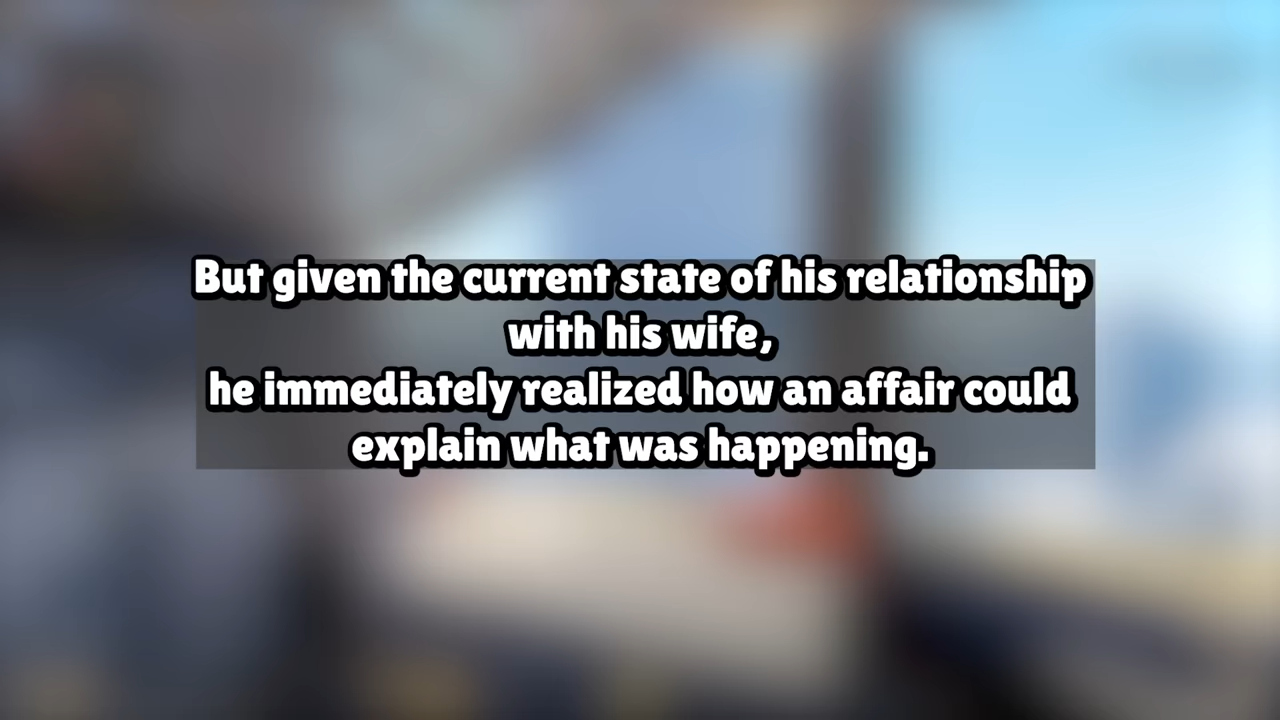 But given the current state of his relationship
with his wife,
he immediately realized how an affair could
explain what was happening.